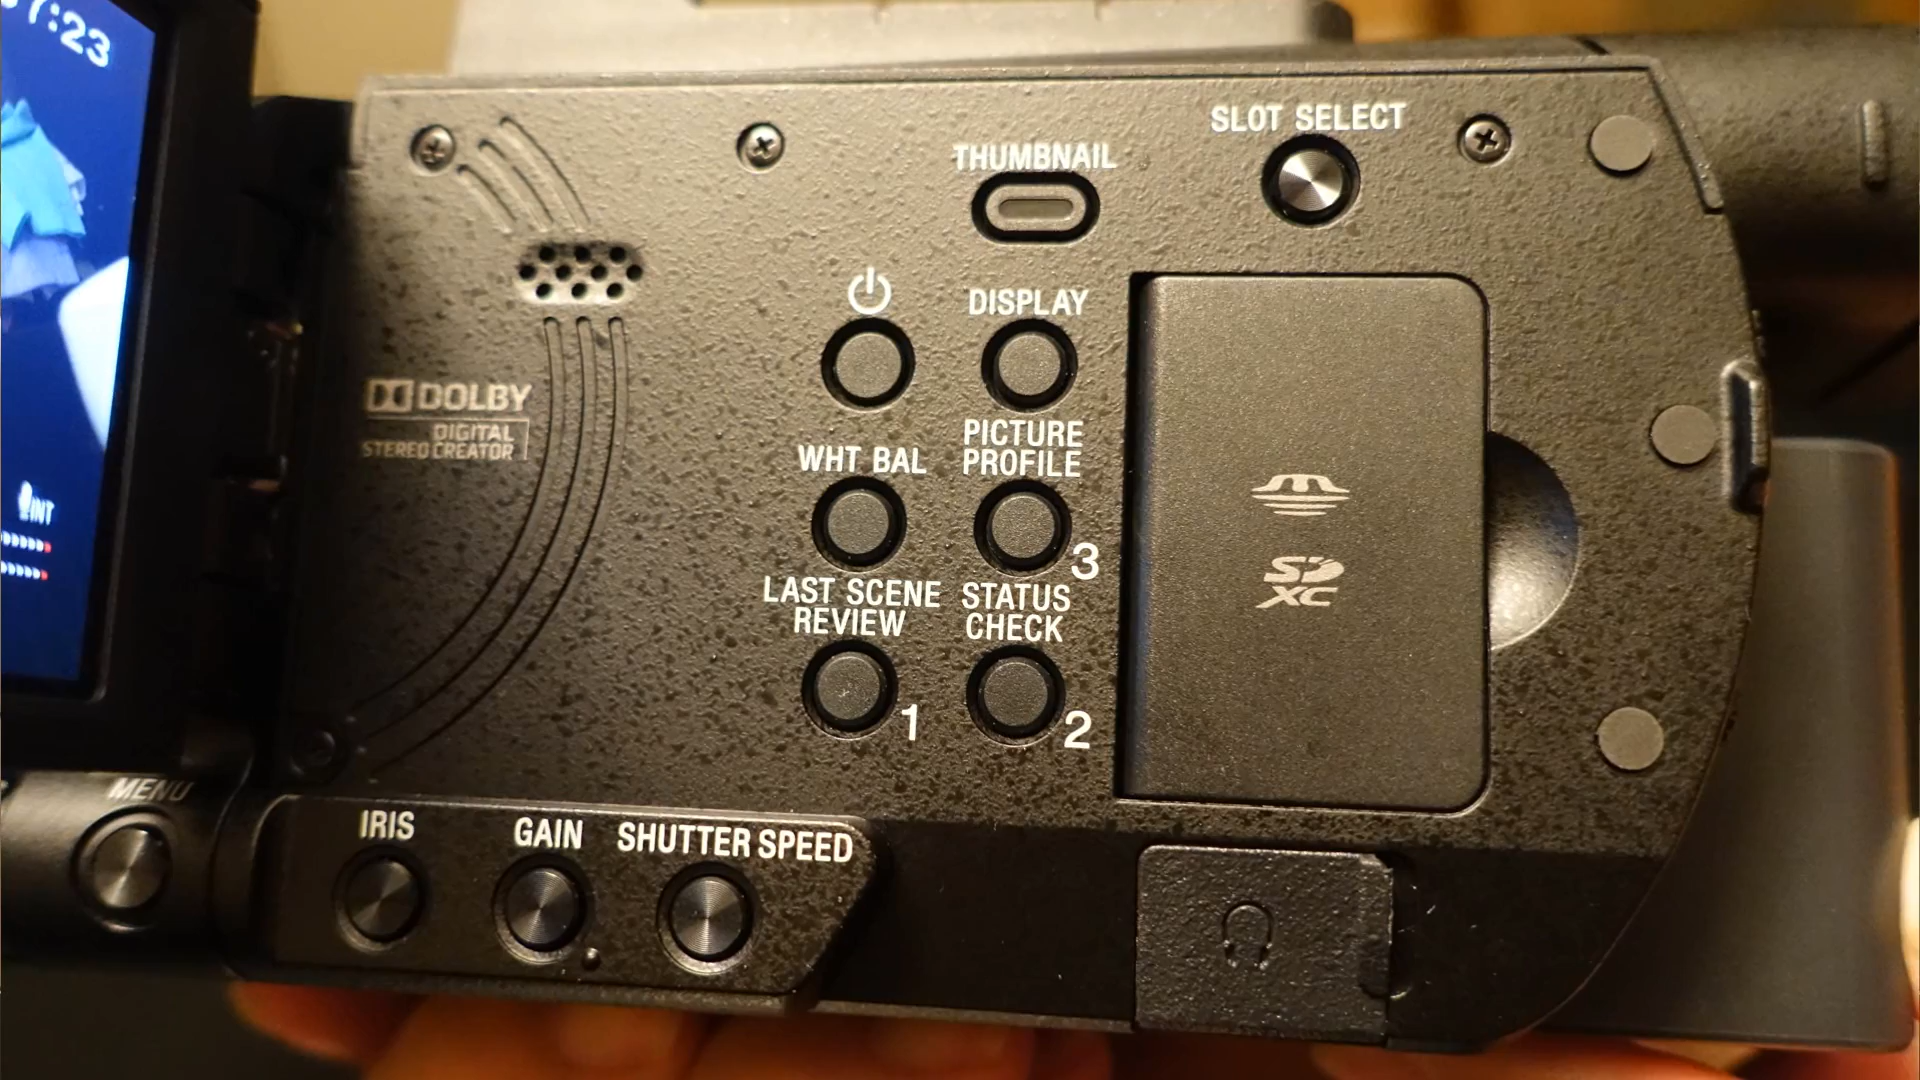 7:23
SLOT SELECT
THUMBNAIL
DISPLAY
DOLBY
DIGITAL
STEREO CREATOR
WHT BAL
PICTURE
PROFILE
3
LAST SCENE
REVIEW
STATUS
CHECK
1
2
SD
XC
INT
MENU
IRIS
GAIN
SHUTTER SPEED